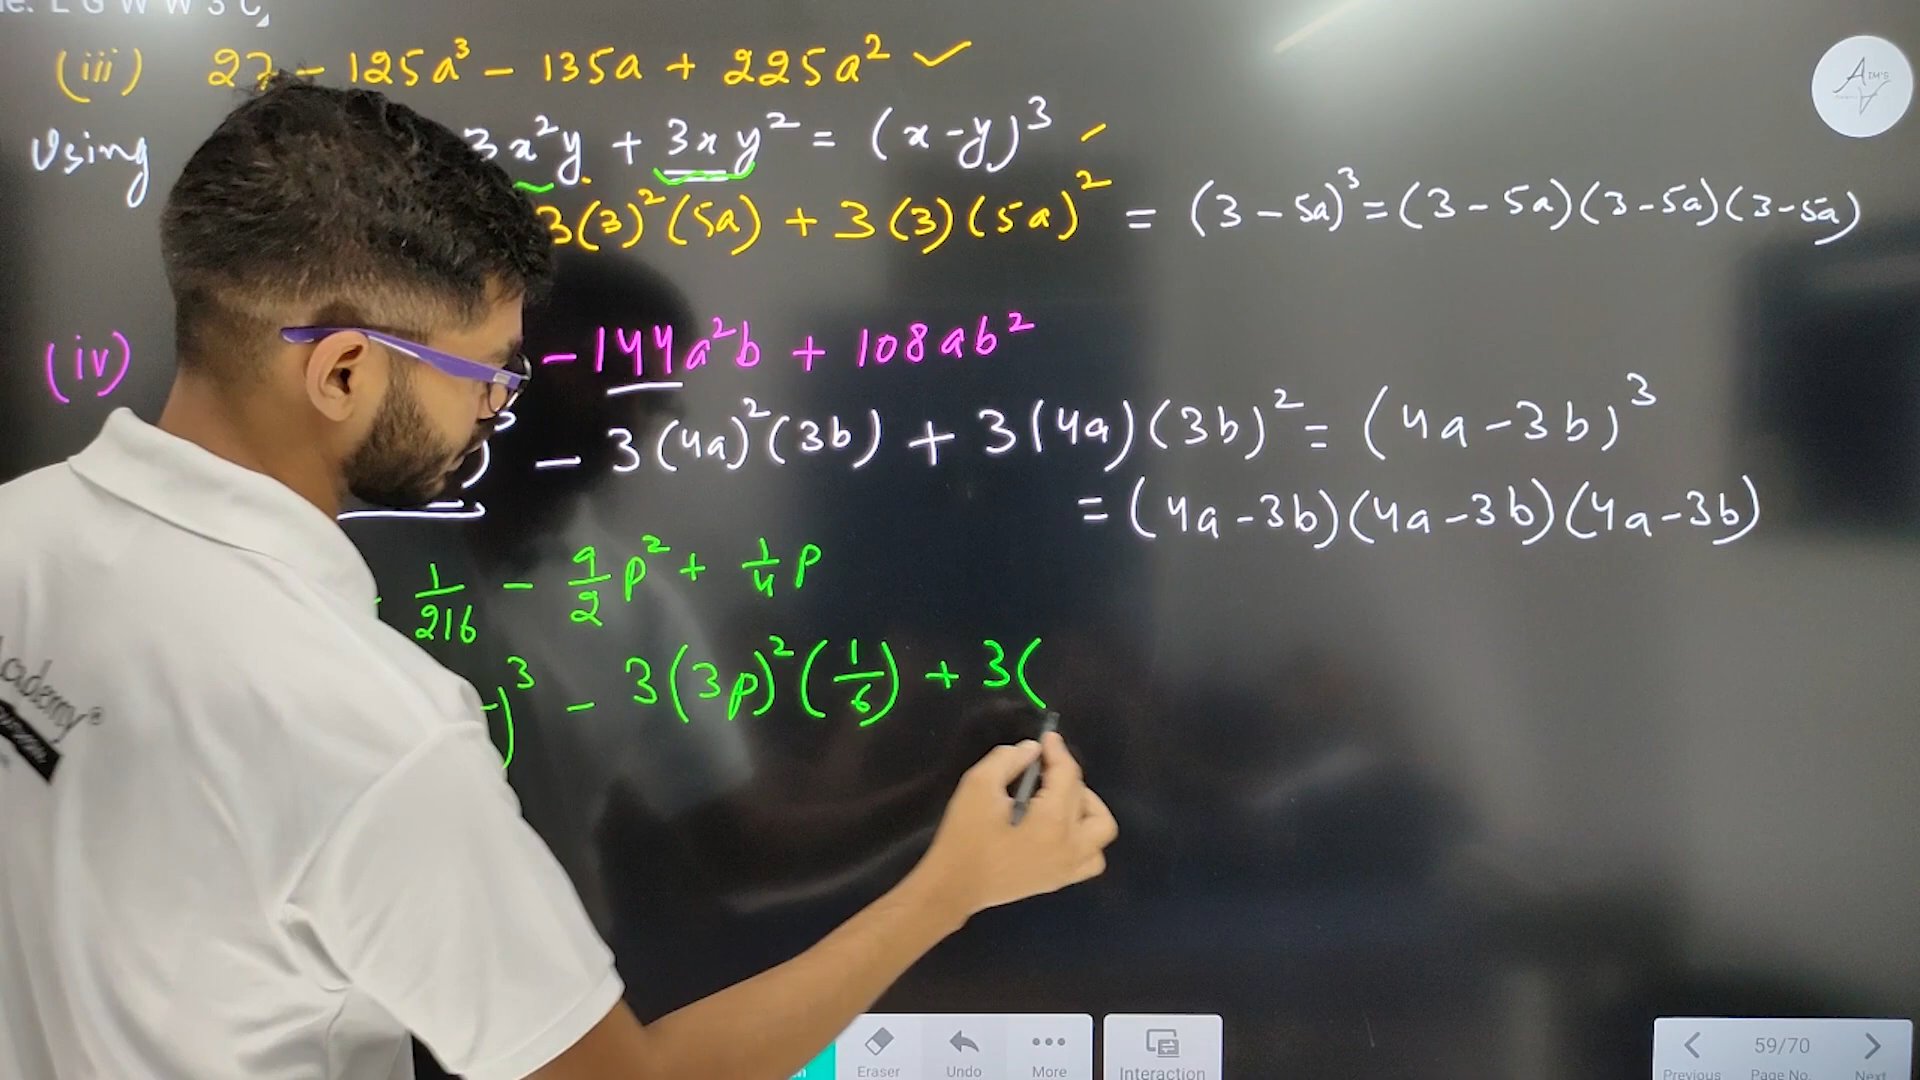 (iii) 27 - 125a³ - 135a + 225a² ✓
Using 3x²y + 3xy² = (x-y)³
3(3)²(5a) + 3(3)(5a)² = (3-5a)³ = (3-5a)(3-5a)(3-5a)
(iv) - 144a²b + 108ab²
)³ - 3(4a)²(3b) + 3(4a)(3b)² = (4a-3b)³
= (4a-3b)(4a-3b)(4a-3b)
1/216 - 9/2 p² + 1/4 p
)³ - 3(3p)²(1/6) + 3(
AIM'S
Eraser
Undo
More
Interaction
Previous
59/70
Page No.
Next